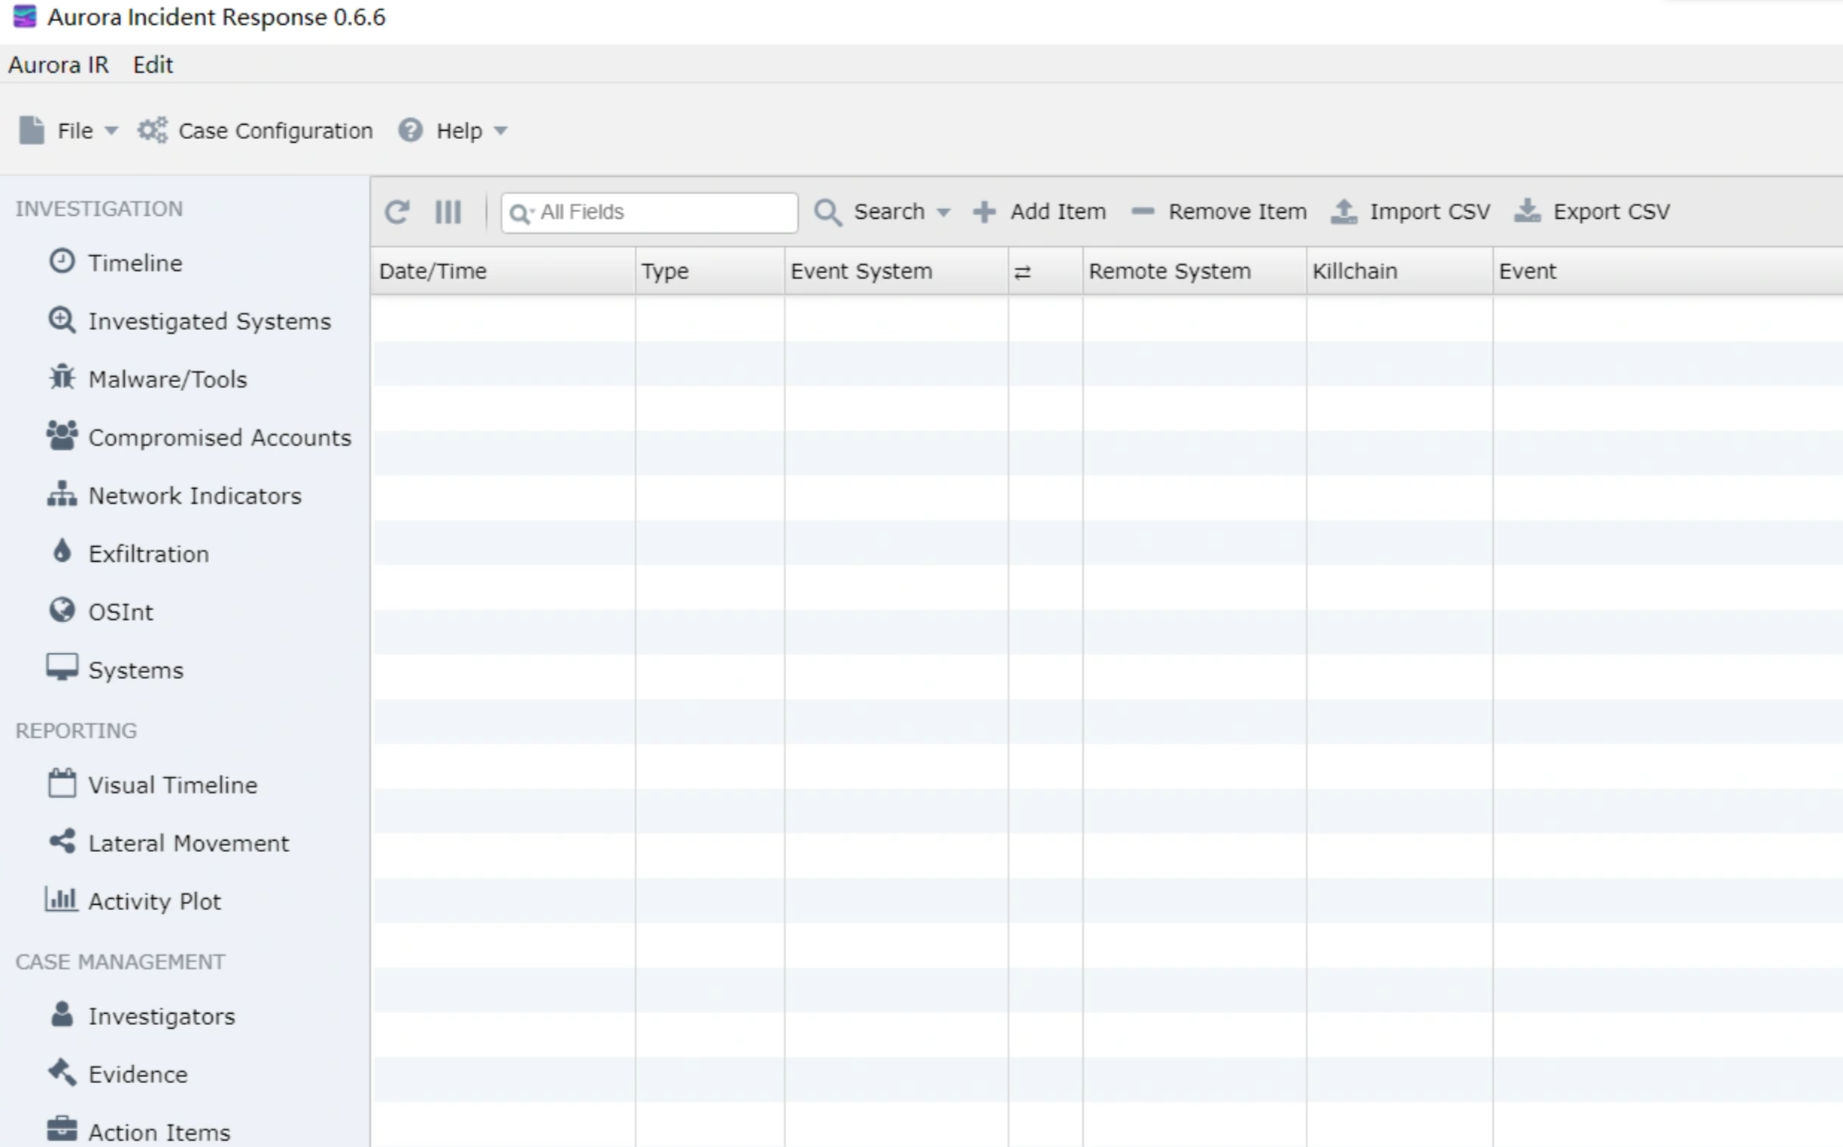 Aurora Incident Response 0.6.6
Aurora IR Edit
File Case Configuration Help
INVESTIGATION
Timeline
Investigated Systems
Malware/Tools
Compromised Accounts
Network Indicators
Exfiltration
OSInt
Systems
REPORTING
Visual Timeline
Lateral Movement
Activity Plot
CASE MANAGEMENT
Investigators
Evidence
Action Items
All Fields Search Add Item Remove Item Import CSV Export CSV
Date/Time Type Event System ⇄ Remote System Killchain Event